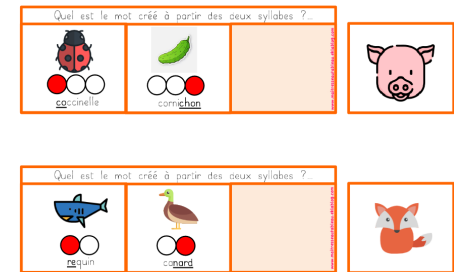 Quel est le mot créé à partir des deux syllabes ?...
coccinelle
cornichon
Quel est le mot créé à partir des deux syllabes ?...
requin
canard